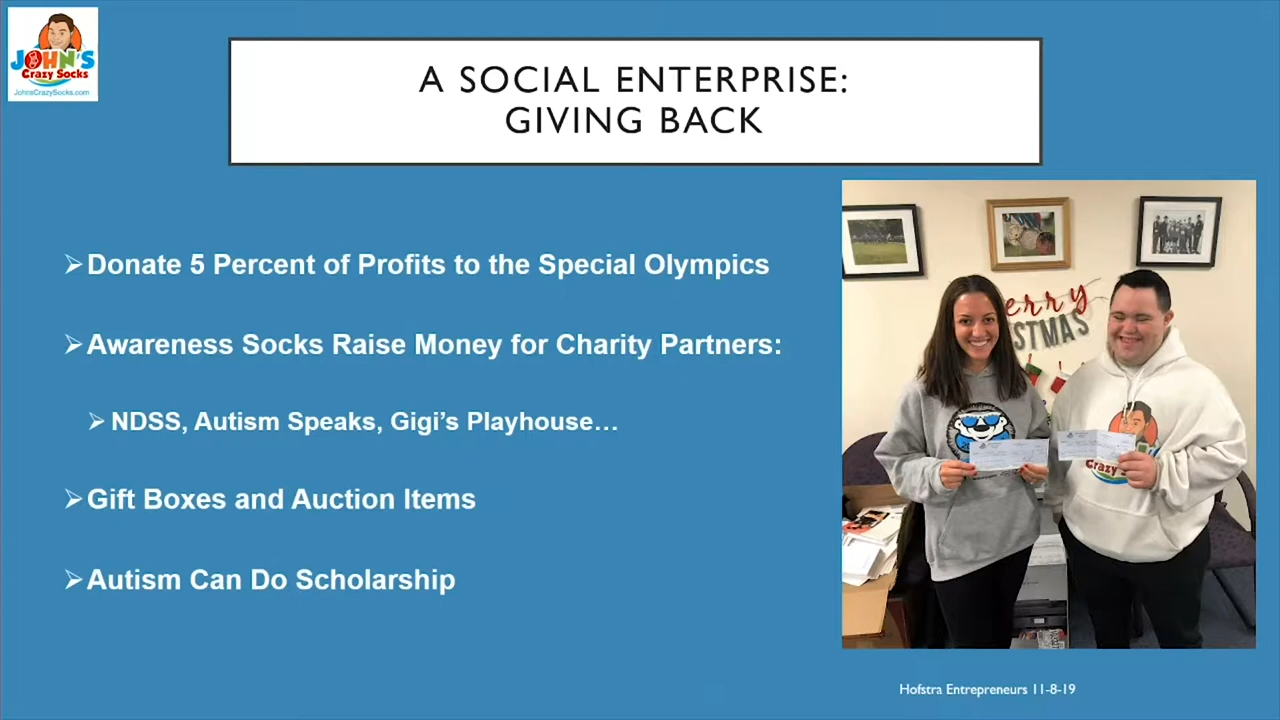 JOHN'S
Crazy Socks
JohnsCrazySocks.com
A SOCIAL ENTERPRISE:
GIVING BACK
Donate 5 Percent of Profits to the Special Olympics
Awareness Socks Raise Money for Charity Partners:
NDSS, Autism Speaks, Gigi’s Playhouse…
Gift Boxes and Auction Items
Autism Can Do Scholarship
Crazy
Hofstra Entrepreneurs 11-8-19